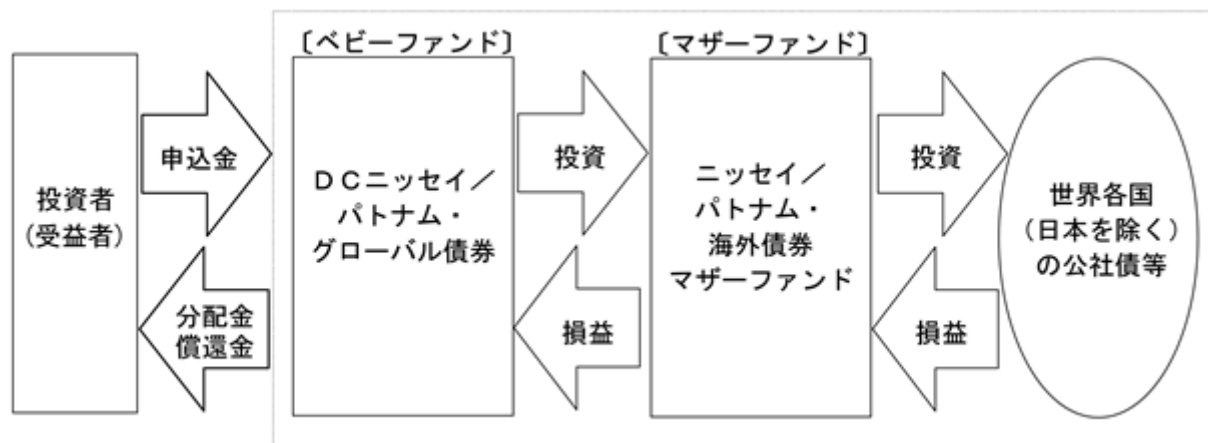 〔ベビーファンド〕
〔マザーファンド〕
投資者
（受益者）
申込金
分配金
償還金
ＤＣニッセイ／
パトナム・
グローバル債券
投資
損益
ニッセイ／
パトナム・
海外債券
マザーファンド
投資
損益
世界各国
（日本を除く）
の公社債等